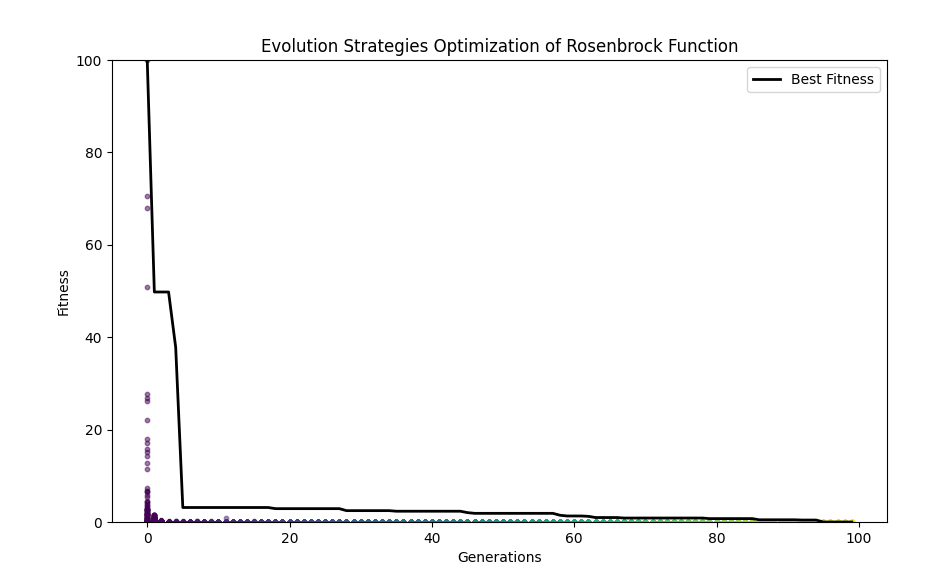 Evolution Strategies Optimization of Rosenbrock Function
Best Fitness
100
80
60
40
20
0
Fitness
0 20 40 60 80 100
Generations